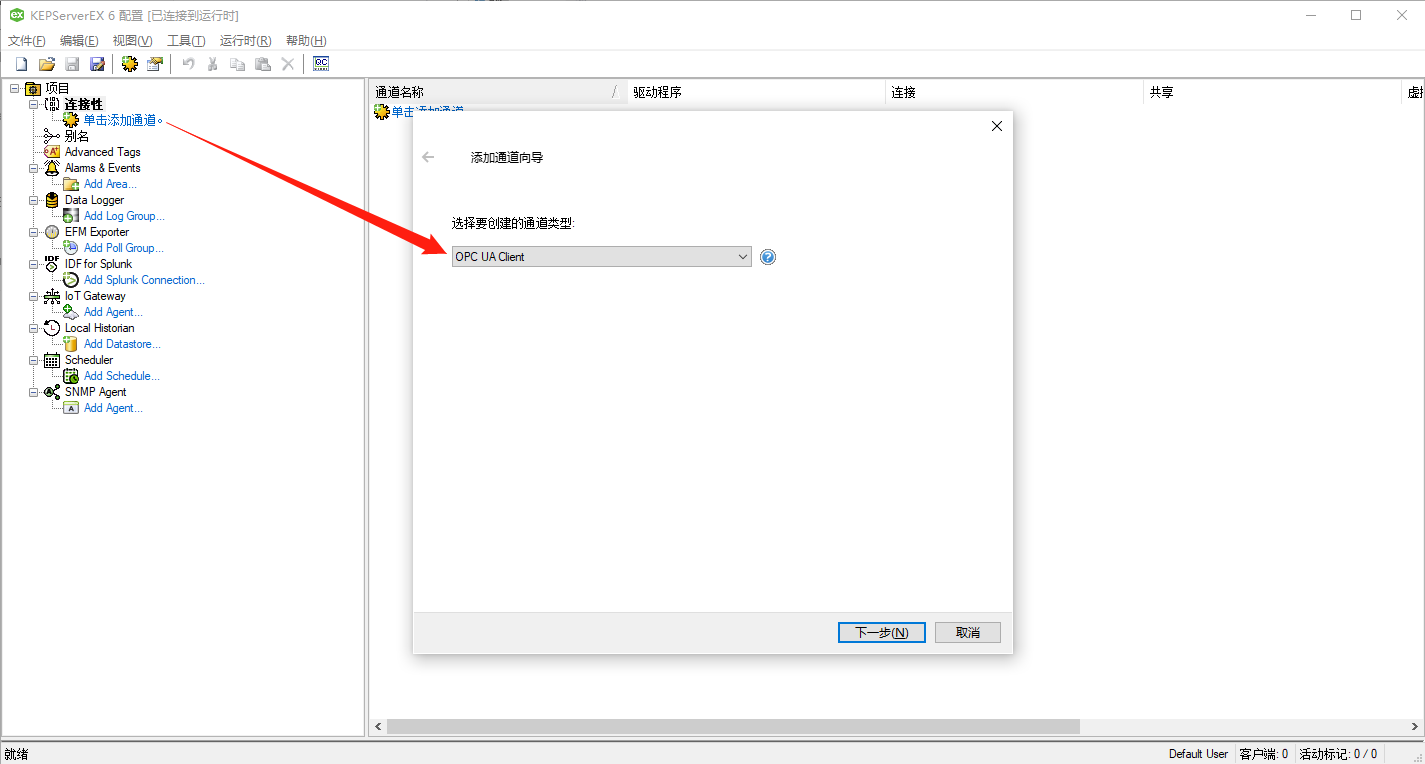 KEPServerEX 6 配置 [已连接到运行时]
文件(F) 编辑(E) 视图(V) 工具(T) 运行时(R) 帮助(H)
QC
项目
连接性
单击添加通道。
别名
Advanced Tags
Alarms & Events
Add Area...
Data Logger
Add Log Group...
EFM Exporter
Add Poll Group...
IDF for Splunk
Add Splunk Connection...
IoT Gateway
Add Agent...
Local Historian
Add Datastore...
Scheduler
Add Schedule...
SNMP Agent
Add Agent...
通道名称 / 驱动程序 连接 共享 虚拟
单击添加通道
添加通道向导
选择要创建的通道类型:
OPC UA Client
下一步(N) 取消
就绪 Default User 客户端: 0 活动标记: 0 / 0